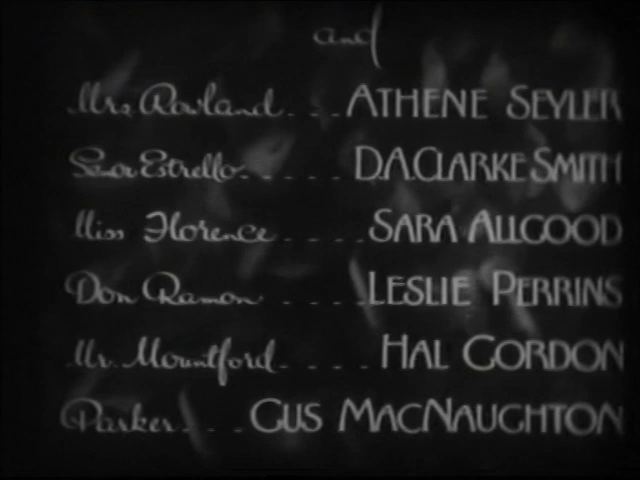 and
Mrs Rowland.... ATHENE SEYLER
Senor Estrello...... D.A.CLARKE SMITH
Miss Florence..... SARA ALLGOOD
Don Ramon..... LESLIE PERRINS
Mr. Mountford..... HAL GORDON
Parker.... GUS MACNAUGHTON